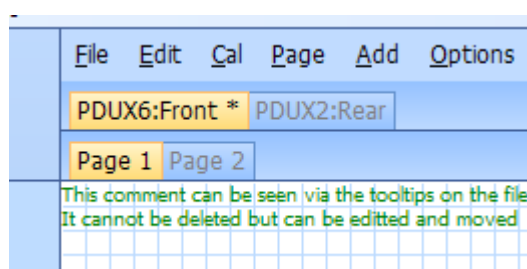 File Edit Cal Page Add Options
PDUX6:Front * PDUX2:Rear
Page 1 Page 2
This comment can be seen via the tooltips on the file
It cannot be deleted but can be editted and moved